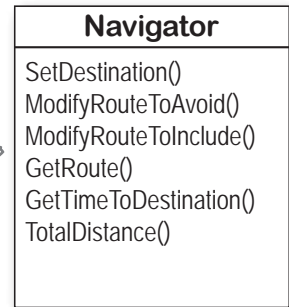 Navigator
SetDestination()
ModifyRouteToAvoid()
ModifyRouteToInclude()
GetRoute()
GetTimeToDestination()
TotalDistance()